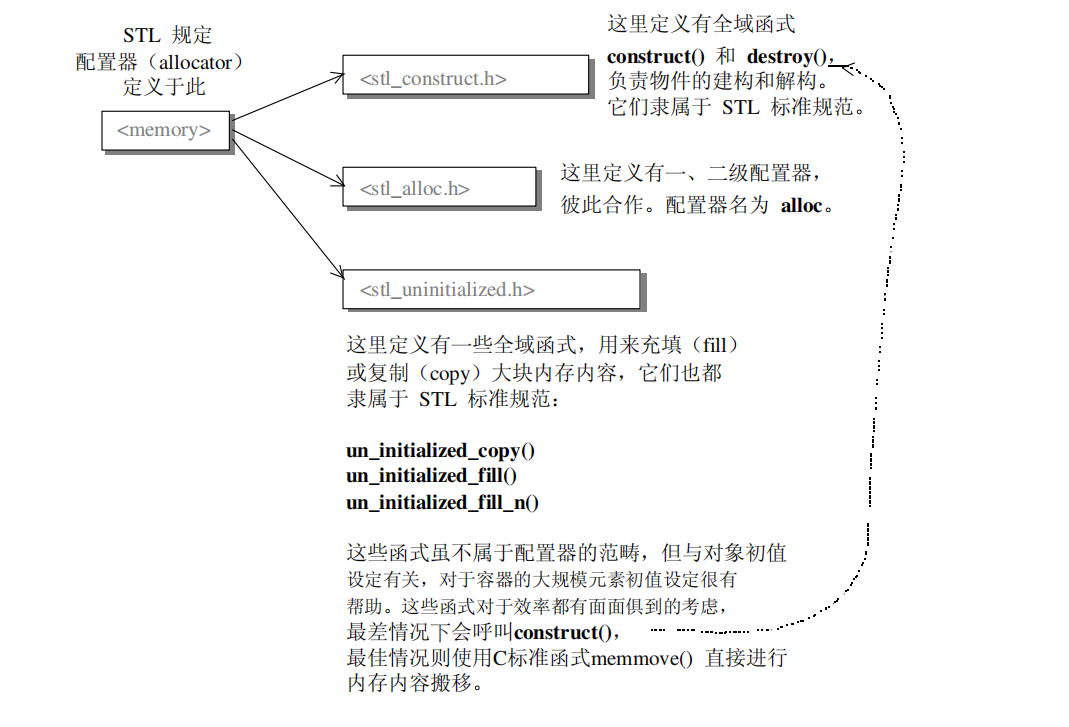 STL 规定
配置器（allocator）
定义于此
<memory>
<stl_construct.h>
这里定义有全域函式
construct() 和 destroy()，
负责物件的建构和解构。
它们隶属于 STL 标准规范。
<stl_alloc.h>
这里定义有一、二级配置器，
彼此合作。配置器名为 alloc。
<stl_uninitialized.h>
这里定义有一些全域函式，用来充填（fill）
或复制（copy）大块内存内容，它们也都
隶属于 STL 标准规范：
un_initialized_copy()
un_initialized_fill()
un_initialized_fill_n()
这些函式虽不属于配置器的范畴，但与对象初值
设定有关，对于容器的大规模元素初值设定很有
帮助。这些函式对于效率都有面面俱到的考虑，
最差情况下会呼叫construct()，
最佳情况则使用C标准函式memmove() 直接进行
内存内容搬移。